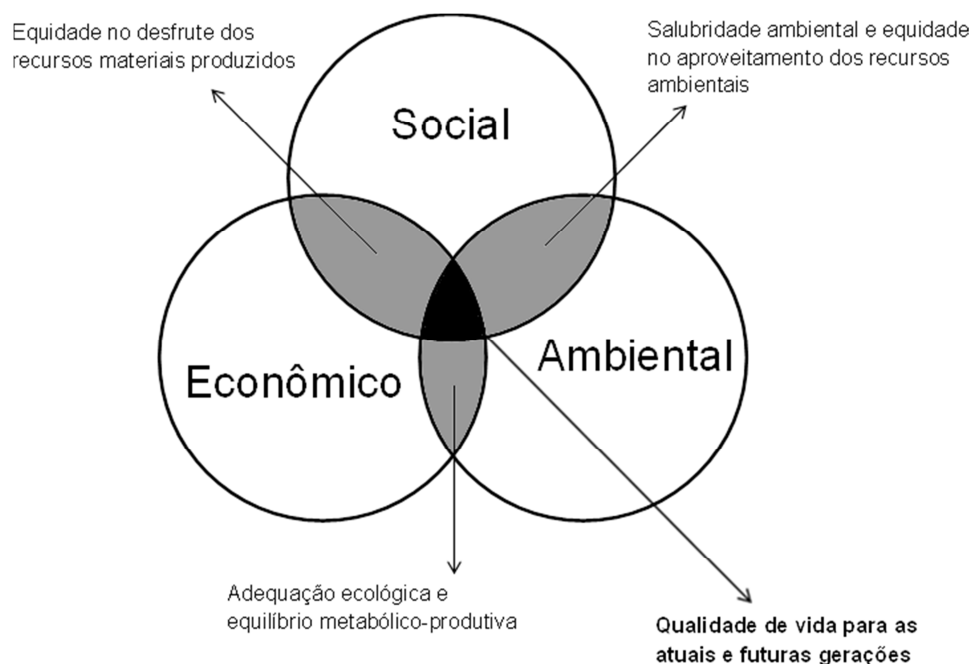 Equidade no desfrute dos
recursos materiais produzidos
Salubridade ambiental e equidade
no aproveitamento dos recursos
ambientais
Social
Econômico
Ambiental
Adequação ecológica e
equilíbrio metabólico-produtiva
Qualidade de vida para as
atuais e futuras gerações